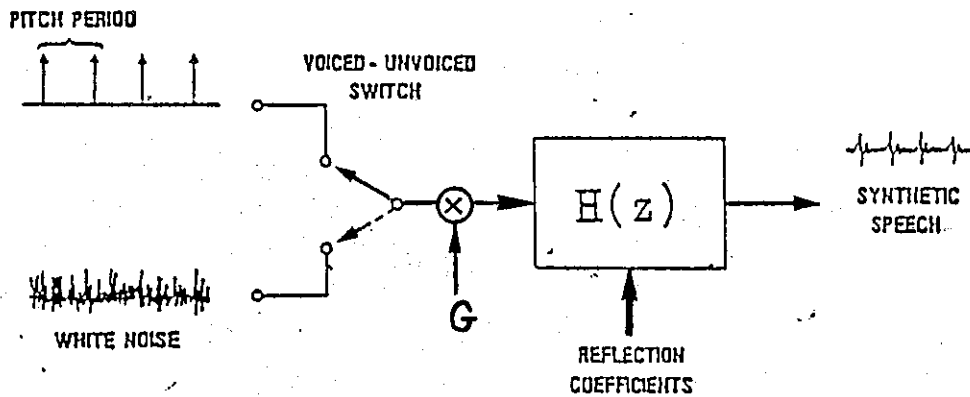 PITCH PERIOD
VOICED - UNVOICED
SWITCH
H(z)
SYNTHETIC
SPEECH
G
WHITE NOISE
REFLECTION
COEFFICIENTS